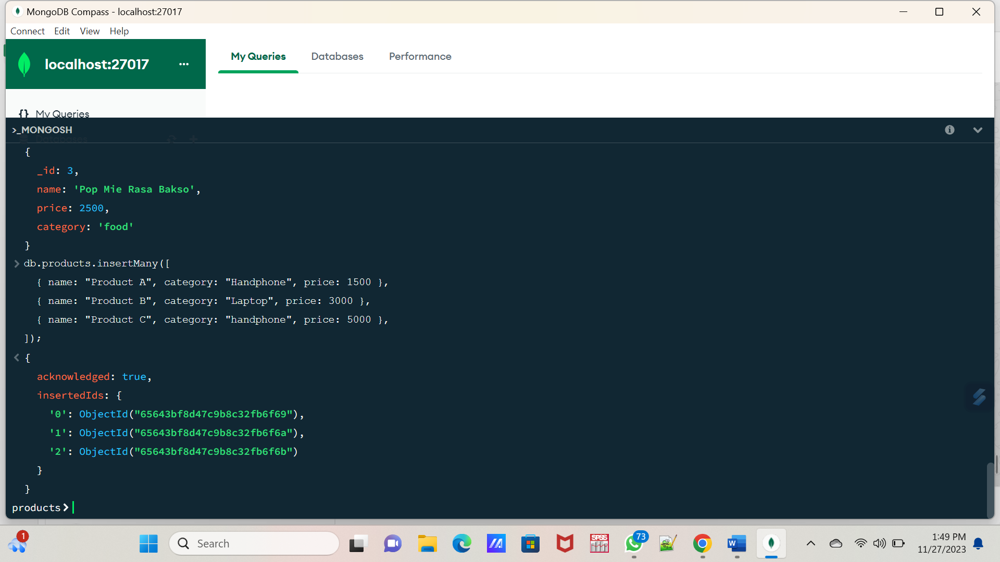 MongoDB Compass - localhost:27017
Connect Edit View Help
localhost:27017 ...
My Queries Databases Performance
{} My Queries
>_MONGOSH
Databases
{
_id: 3,
name: 'Pop Mie Rasa Bakso',
price: 2500,
category: 'food'
}
> db.products.insertMany([
{ name: "Product A", category: "Handphone", price: 1500 },
{ name: "Product B", category: "Laptop", price: 3000 },
{ name: "Product C", category: "handphone", price: 5000 },
]);
< {
acknowledged: true,
insertedIds: {
'0': ObjectId("65643bf8d47c9b8c32fb6f69"),
'1': ObjectId("65643bf8d47c9b8c32fb6f6a"),
'2': ObjectId("65643bf8d47c9b8c32fb6f6b")
}
}
products>
1
Search
SPSS
73
W
1:49 PM
11/27/2023